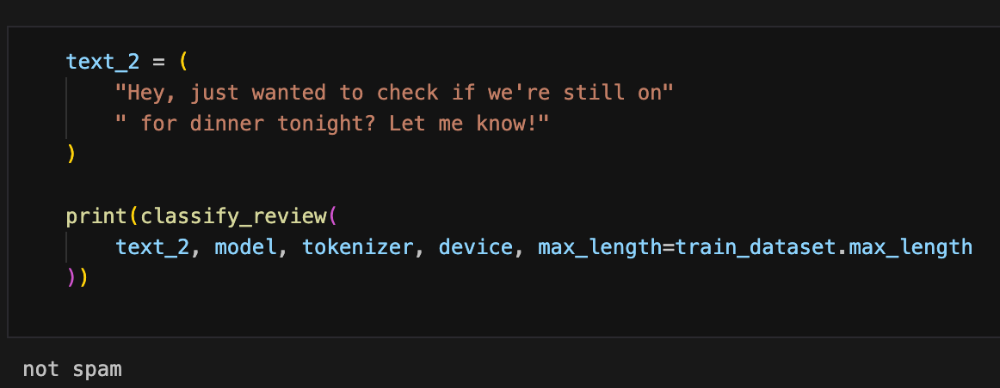 text_2 = (
"Hey, just wanted to check if we're still on"
" for dinner tonight? Let me know!"
)
print(classify_review(
text_2, model, tokenizer, device, max_length=train_dataset.max_length
))
not spam